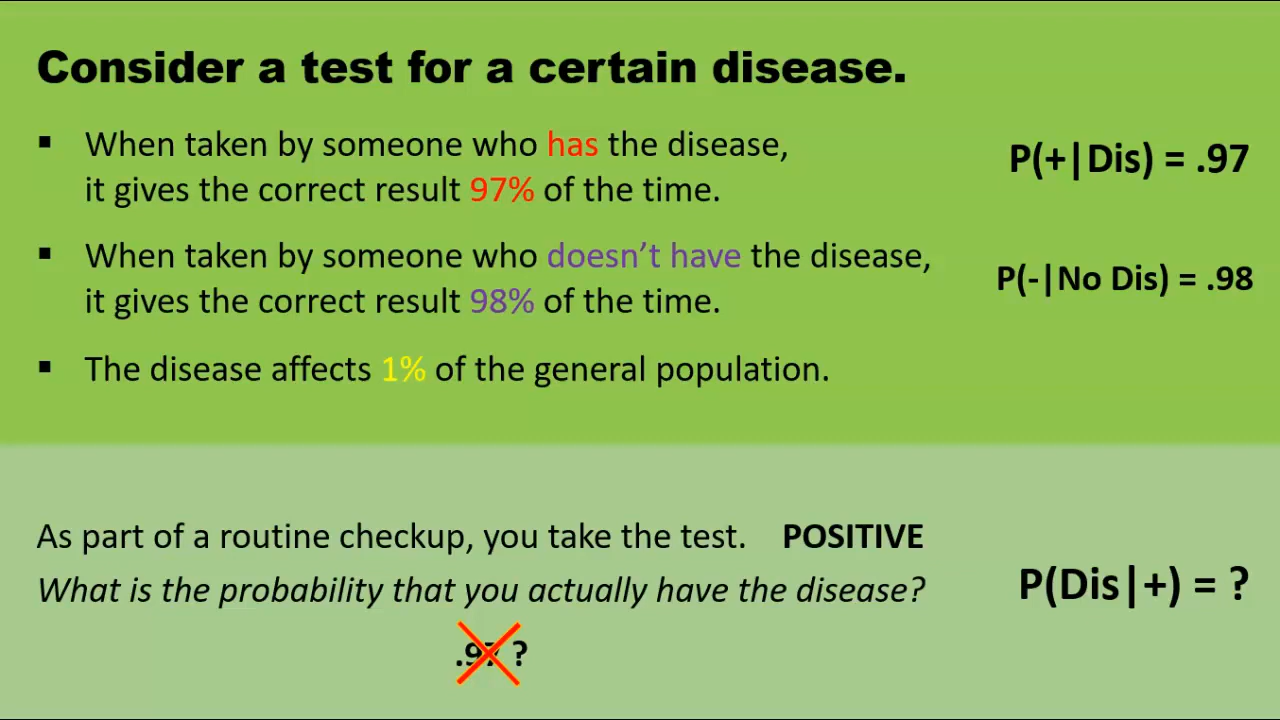 Consider a test for a certain disease.
▪ When taken by someone who has the disease,
it gives the correct result 97% of the time.
P(+|Dis) = .97
▪ When taken by someone who doesn’t have the disease,
it gives the correct result 98% of the time.
P(-|No Dis) = .98
▪ The disease affects 1% of the general population.
As part of a routine checkup, you take the test. POSITIVE
What is the probability that you actually have the disease?
P(Dis|+) = ?
.97 ?